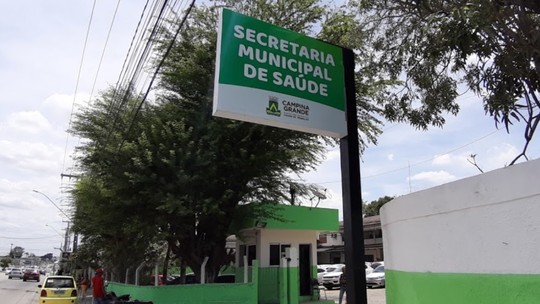 SECRETARIA
MUNICIPAL
DE SAÚDE
CAMPINA
GRANDE